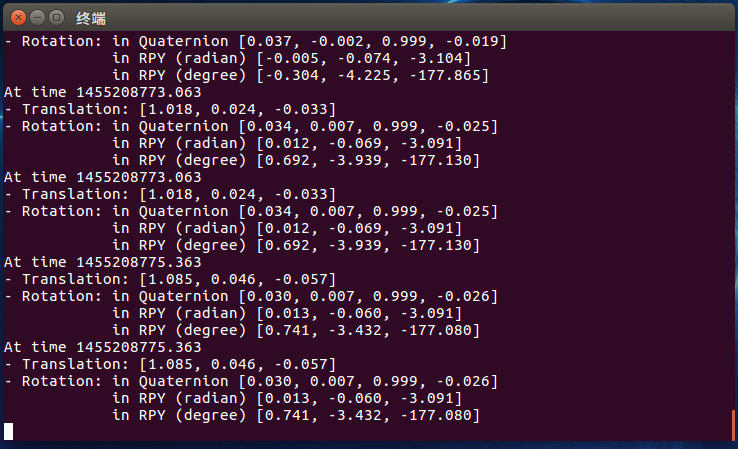 终端
- Rotation: in Quaternion [0.037, -0.002, 0.999, -0.019]
            in RPY (radian) [-0.005, -0.074, -3.104]
            in RPY (degree) [-0.304, -4.225, -177.865]
At time 1455208773.063
- Translation: [1.018, 0.024, -0.033]
- Rotation: in Quaternion [0.034, 0.007, 0.999, -0.025]
            in RPY (radian) [0.012, -0.069, -3.091]
            in RPY (degree) [0.692, -3.939, -177.130]
At time 1455208773.063
- Translation: [1.018, 0.024, -0.033]
- Rotation: in Quaternion [0.034, 0.007, 0.999, -0.025]
            in RPY (radian) [0.012, -0.069, -3.091]
            in RPY (degree) [0.692, -3.939, -177.130]
At time 1455208775.363
- Translation: [1.085, 0.046, -0.057]
- Rotation: in Quaternion [0.030, 0.007, 0.999, -0.026]
            in RPY (radian) [0.013, -0.060, -3.091]
            in RPY (degree) [0.741, -3.432, -177.080]
At time 1455208775.363
- Translation: [1.085, 0.046, -0.057]
- Rotation: in Quaternion [0.030, 0.007, 0.999, -0.026]
            in RPY (radian) [0.013, -0.060, -3.091]
            in RPY (degree) [0.741, -3.432, -177.080]